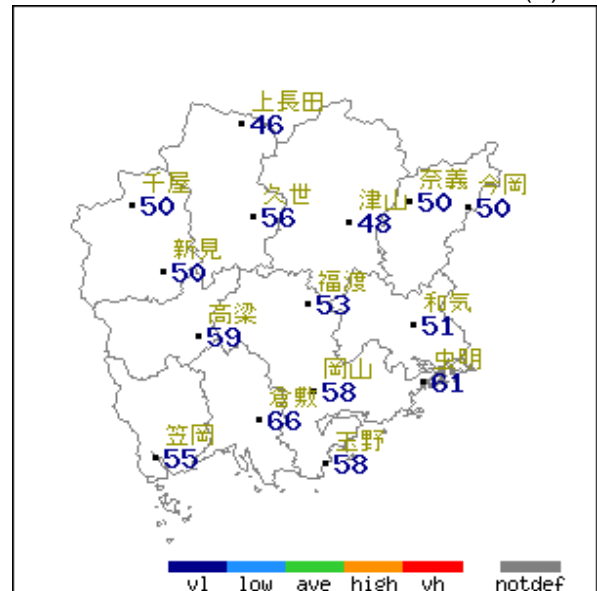 上長田
46
千屋
50
久世
56
津山
48
奈義
50
今岡
50
新見
50
福渡
53
和気
51
高梁
59
虫明
61
岡山
58
倉敷
66
笠岡
55
玉野
58
vl low ave high vh notdef